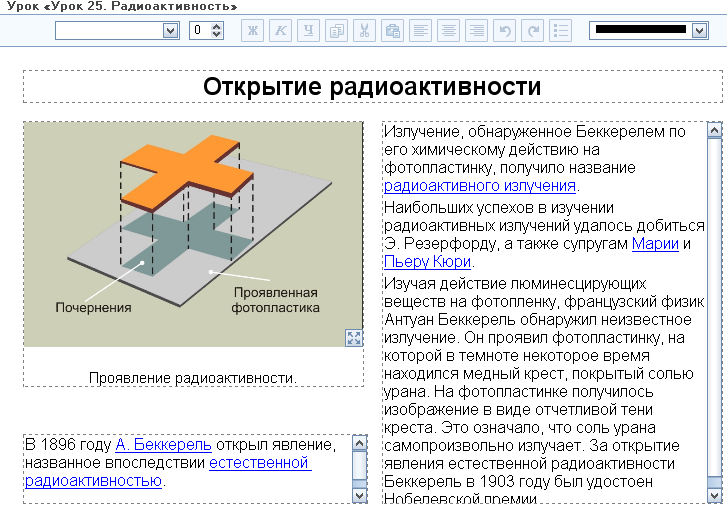 Урок «Урок 25. Радиоактивность»
0
Ж К Ч
Открытие радиоактивности
Почернения
Проявленная
фотопластика
Проявление радиоактивности.
В 1896 году А. Беккерель открыл явление,
названное впоследствии естественной
радиоактивностью.
Излучение, обнаруженное Беккерелем по
его химическому действию на
фотопластинку, получило название
радиоактивного излучения.
Наибольших успехов в изучении
радиоактивных излучений удалось добиться
Э. Резерфорду, а также супругам Марии и
Пьеру Кюри.
Изучая действие люминесцирующих
веществ на фотопленку, французский физик
Антуан Беккерель обнаружил неизвестное
излучение. Он проявил фотопластинку, на
которой в темноте некоторое время
находился медный крест, покрытый солью
урана. На фотопластинке получилось
изображение в виде отчетливой тени
креста. Это означало, что соль урана
самопроизвольно излучает. За открытие
явления естественной радиоактивности
Беккерель в 1903 году был удостоен
Нобелевской премии